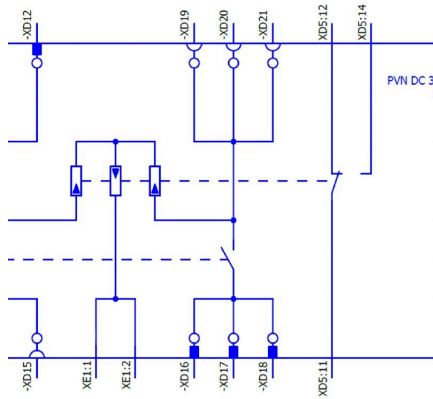 -XD12
-XD19
-XD20
-XD21
XD5:12
XD5:14
PVN DC 3
-XD15
XE1:1
XE1:2
-XD16
-XD17
-XD18
XD5:11